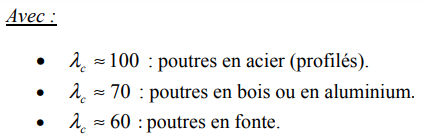 Avec :
• λc ≈ 100 : poutres en acier (profilés).
• λc ≈ 70 : poutres en bois ou en aluminium.
• λc ≈ 60 : poutres en fonte.